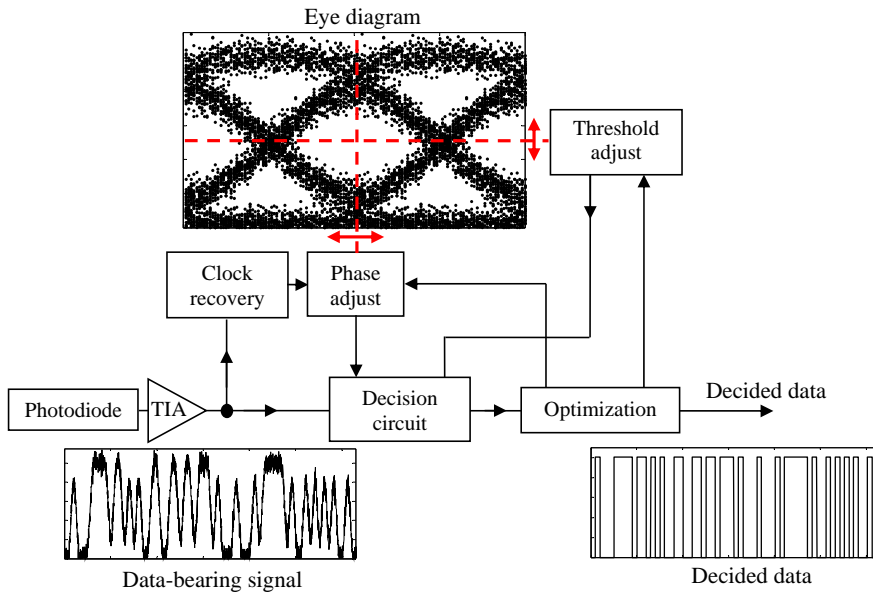 Eye diagram
Threshold
adjust
Clock
recovery
Phase
adjust
Photodiode
TIA
Decision
circuit
Optimization
Decided data
Data-bearing signal
Decided data